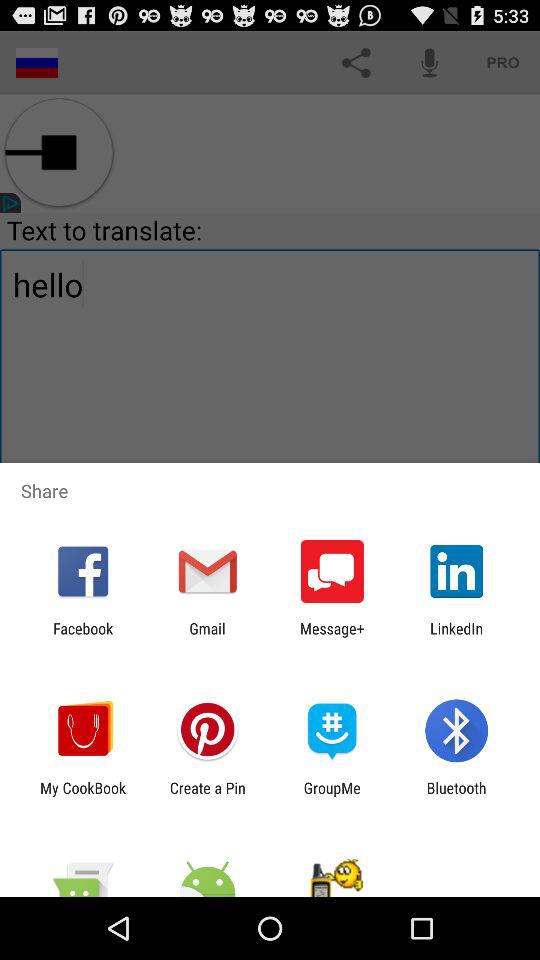 5:33
PRO
Text to translate:
hello
Share
Facebook Gmail Message+ LinkedIn
My CookBook Create a Pin GroupMe Bluetooth